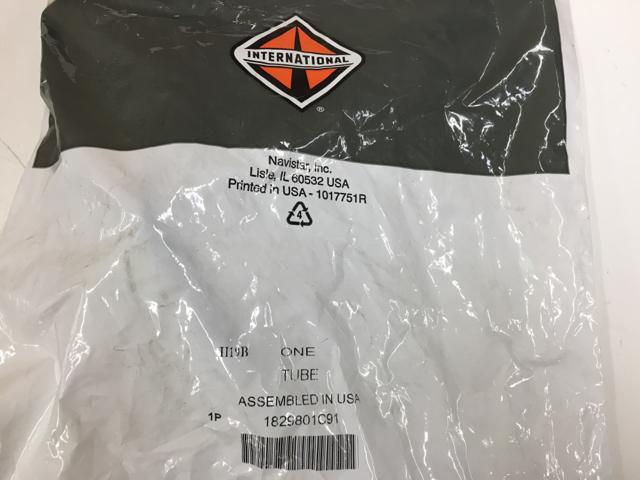 INTERNATIONAL
®
Navistar, Inc.
Lisle, IL 60532 USA
Printed in USA - 1017751R
4
ONE
TUBE
ASSEMBLED IN USA
1P 1829801C91